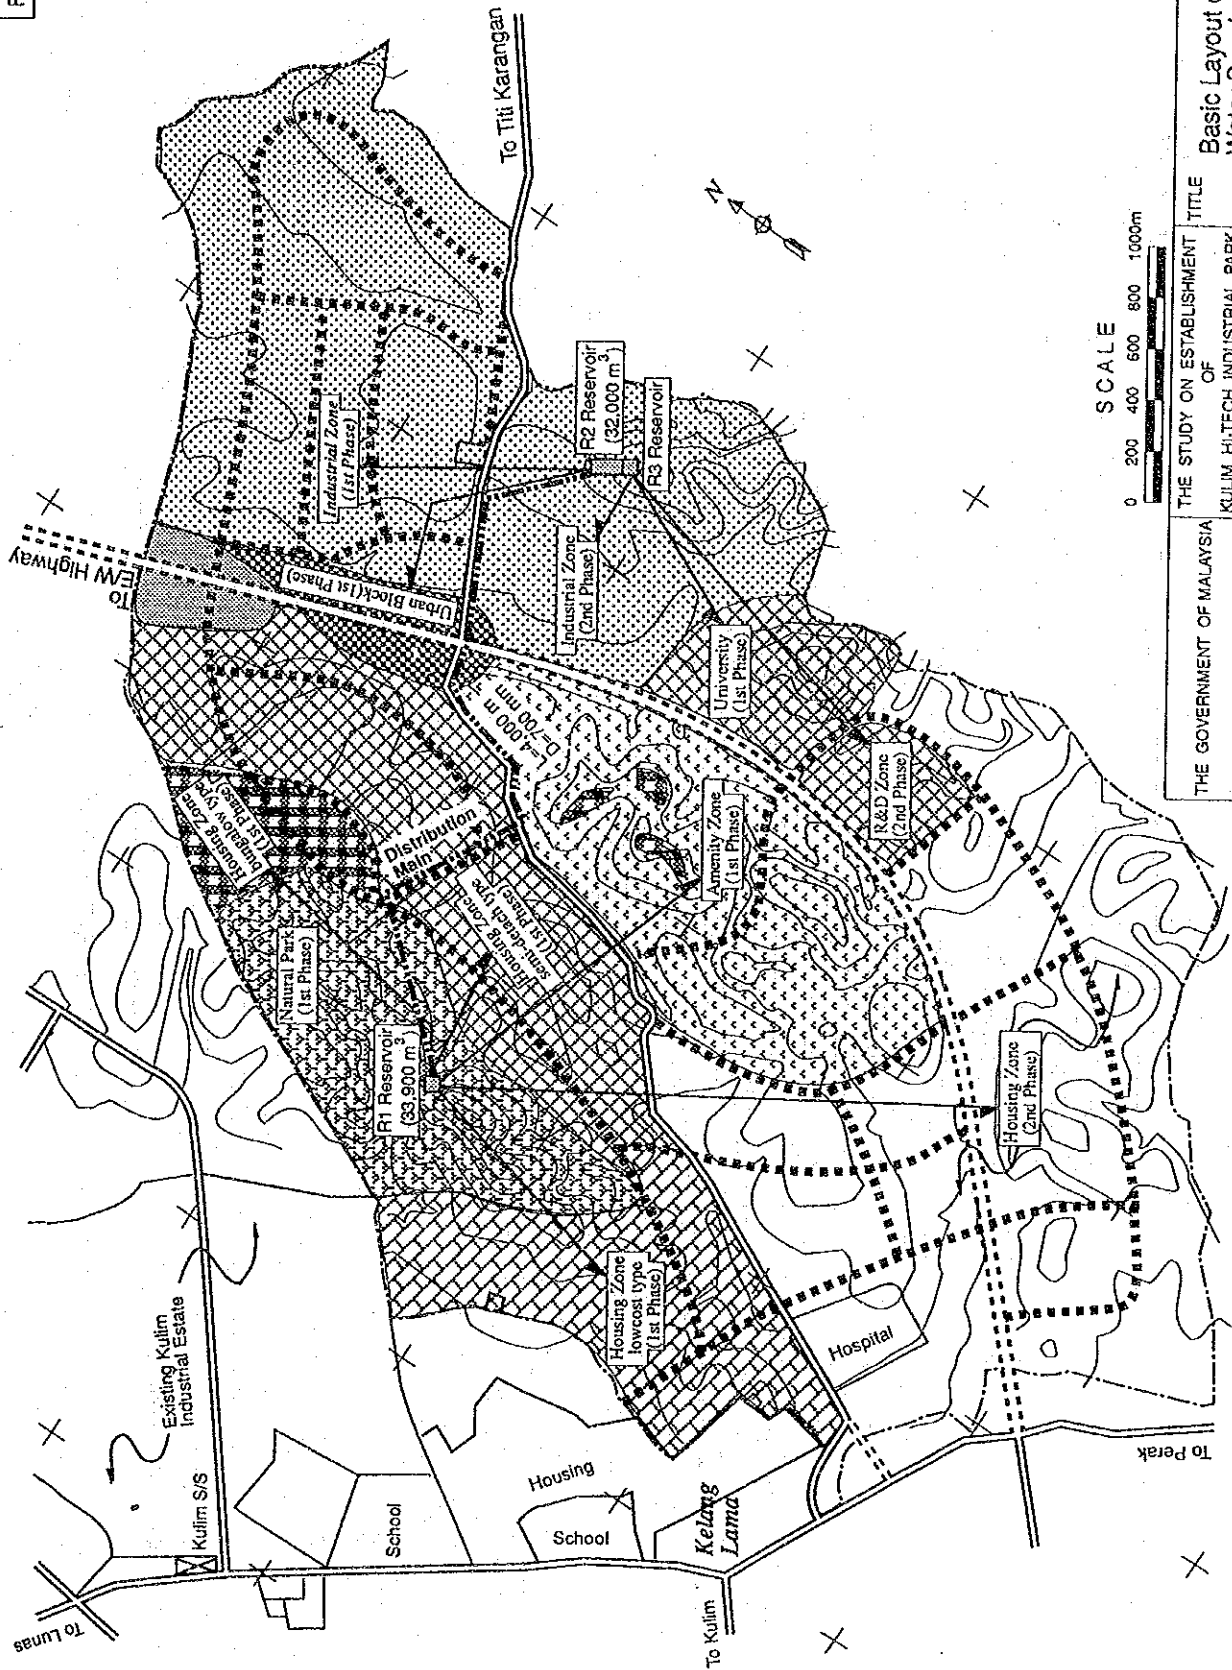 To Titi Karangan
To
E/W Highway
Industrial Zone
(1st Phase)
R2 Reservoir
(32,000 m³)
R3 Reservoir
Urban Block(1st Phase)
Industrial Zone
(2nd Phase)
University
(1st Phase)
L=4,000 m
D=700 mm
R&D Zone
(2nd Phase)
Amenity Zone
(1st Phase)
Housing Zone
bungalow type
(1st Phase)
Distribution
Main
Housing Zone
semi-detach type
(1st Phase)
Natural Park
(1st Phase)
R1 Reservoir
(33,900 m³)
Housing Zone
(2nd Phase)
Housing Zone
lowcost type
(1st Phase)
Hospital
Existing Kulim
Industrial Estate
Kulim S/S
School
Housing
School
Kelang
Lama
To Lunas
To Kulim
To Perak
N
SCALE
0 200 400 600 800 1000m
THE GOVERNMENT OF MALAYSIA
THE STUDY ON ESTABLISHMENT
OF
KULIM HI-TECH INDUSTRIAL PARK
TITLE
Basic Layout